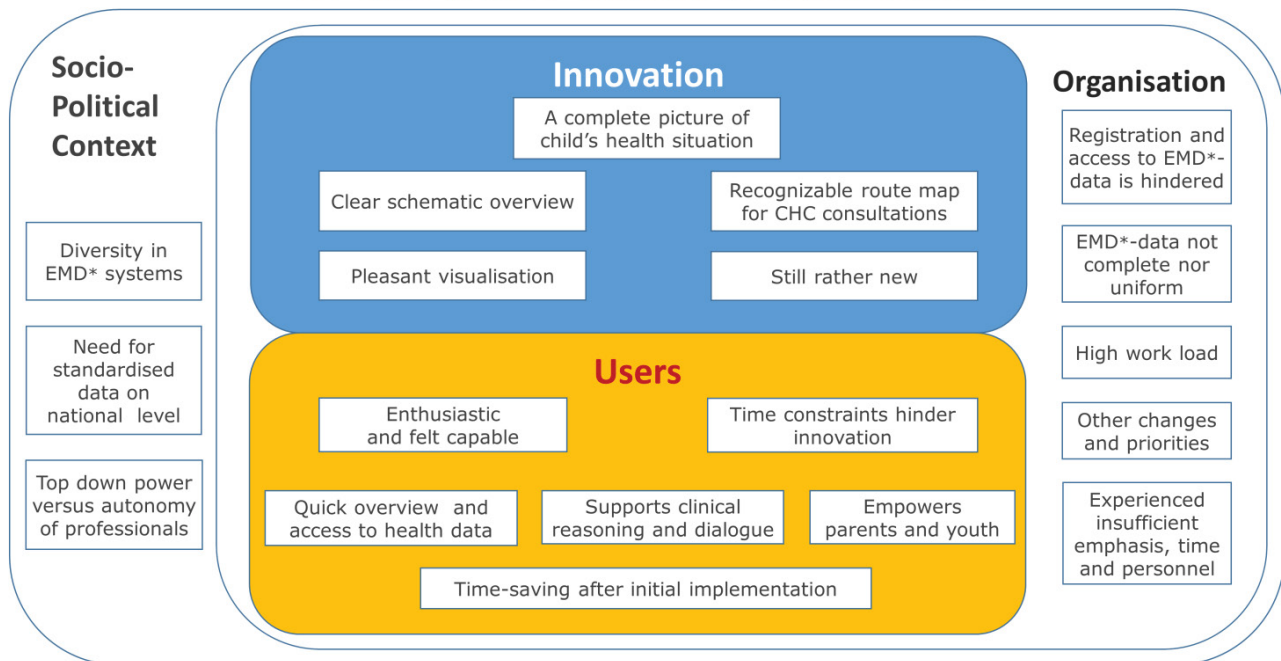 Socio-
Political
Context
Diversity in
EMD* systems
Need for
standardised
data on
national level
Top down power
versus autonomy
of professionals
Innovation
A complete picture of
child's health situation
Clear schematic overview
Recognizable route map
for CHC consultations
Pleasant visualisation
Still rather new
Users
Enthusiastic
and felt capable
Time constraints hinder
innovation
Quick overview and
access to health data
Supports clinical
reasoning and dialogue
Empowers
parents and youth
Time-saving after initial implementation
Organisation
Registration and
access to EMD*-
data is hindered
EMD*-data not
complete nor
uniform
High work load
Other changes
and priorities
Experienced
insufficient
emphasis, time
and personnel